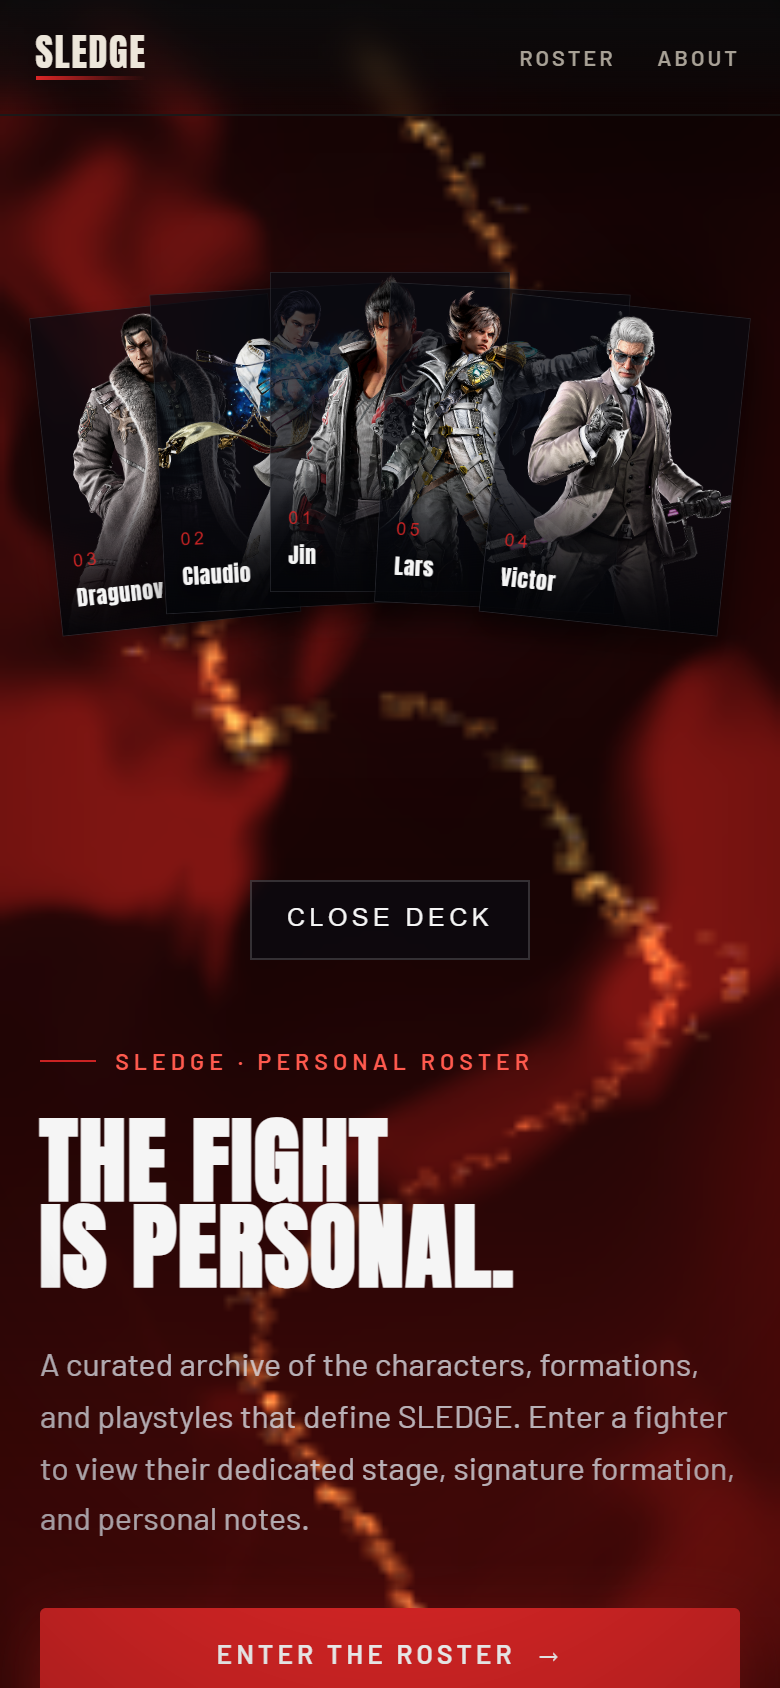 SLEDGE
ROSTER ABOUT
03
Dragunov
02
Claudio
01
Jin
05
Lars
04
Victor
CLOSE DECK
SLEDGE · PERSONAL ROSTER
THE FIGHT
IS PERSONAL.
A curated archive of the characters, formations,
and playstyles that define SLEDGE. Enter a fighter
to view their dedicated stage, signature formation,
and personal notes.
ENTER THE ROSTER →